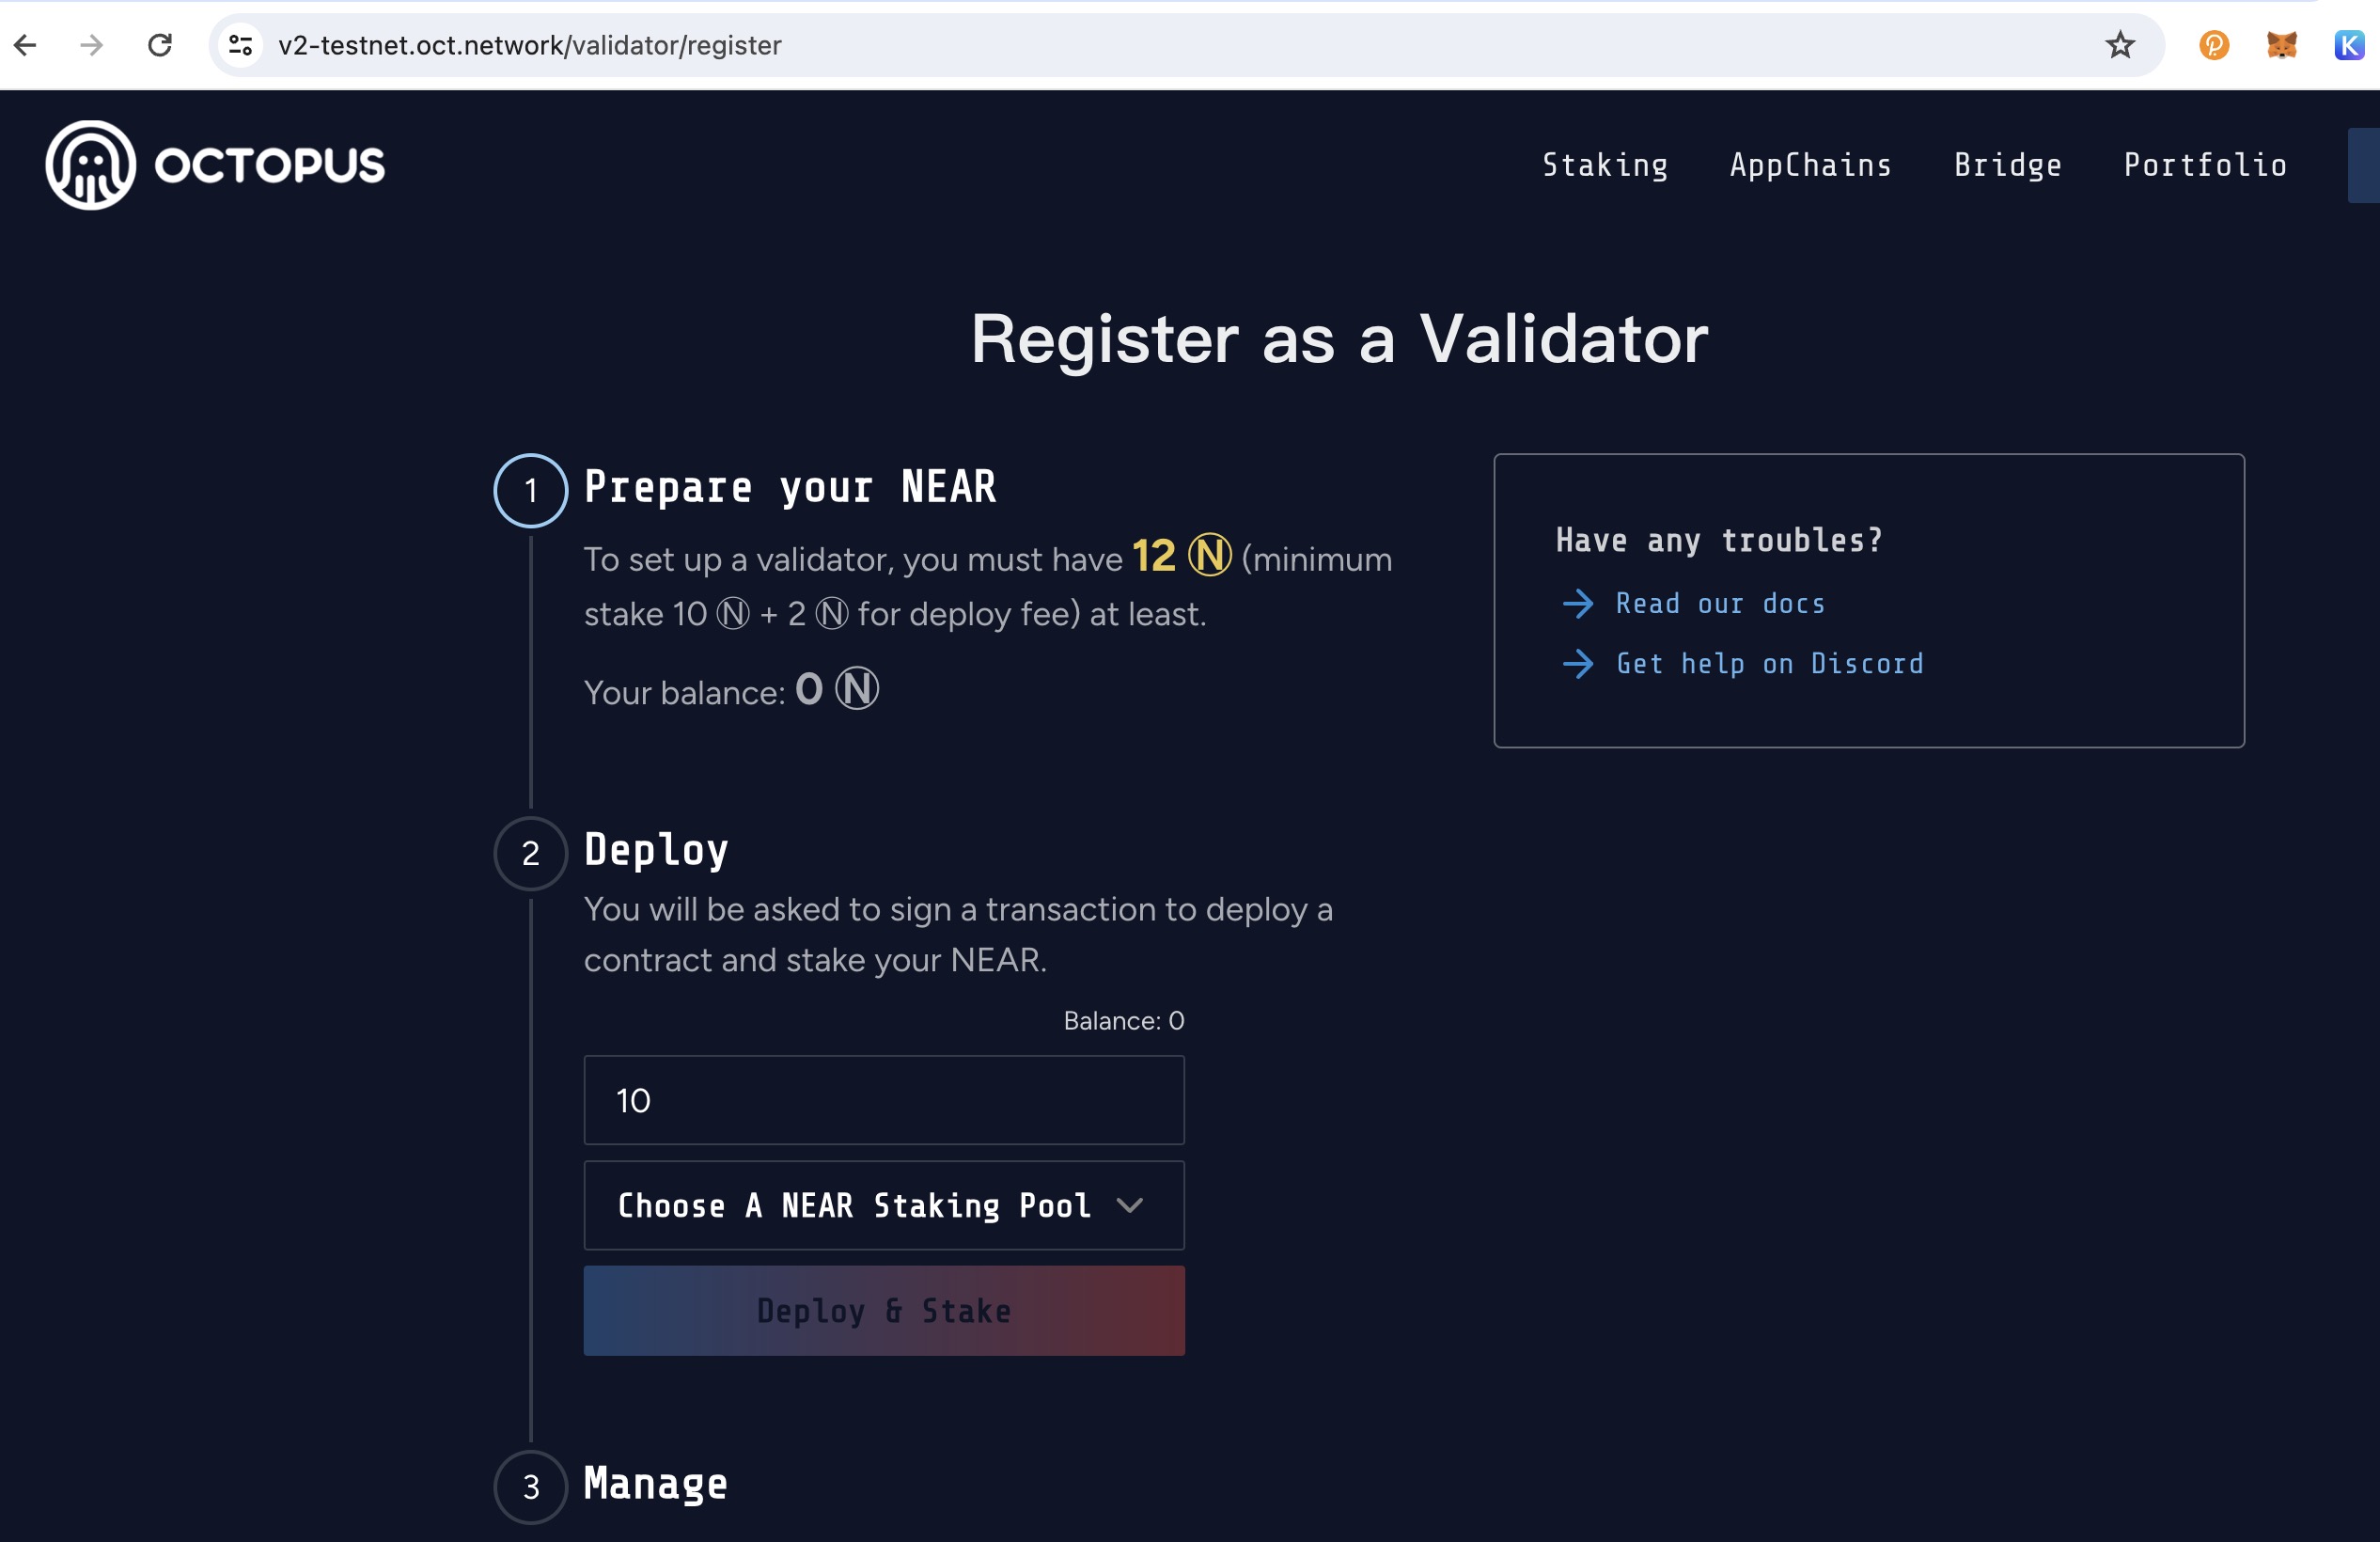 v2-testnet.oct.network/validator/register
OCTOPUS
Staking AppChains Bridge Portfolio
Register as a Validator
1 Prepare your NEAR
To set up a validator, you must have 12 Ⓝ (minimum
stake 10 Ⓝ + 2 Ⓝ for deploy fee) at least.
Your balance: 0 Ⓝ
Have any troubles?
Read our docs
Get help on Discord
2 Deploy
You will be asked to sign a transaction to deploy a
contract and stake your NEAR.
Balance: 0
10
Choose A NEAR Staking Pool
Deploy & Stake
3 Manage